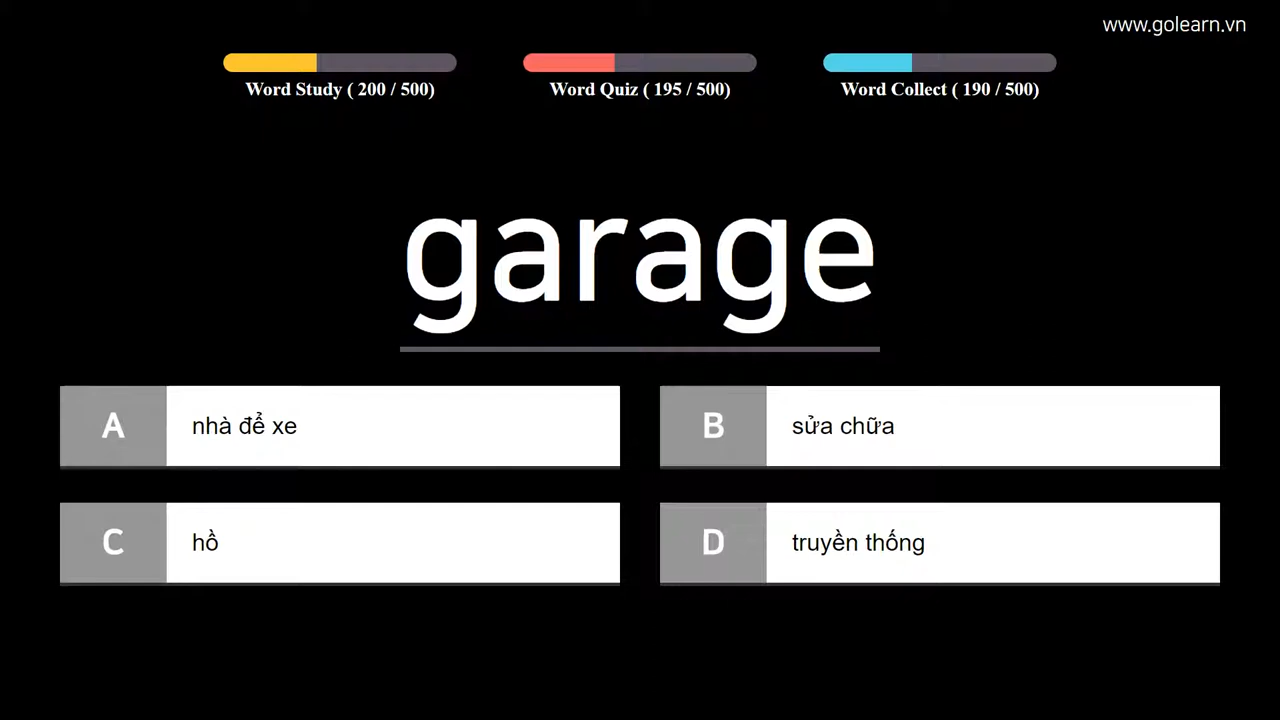 www.golearn.vn
Word Study ( 200 / 500)
Word Quiz ( 195 / 500)
Word Collect ( 190 / 500)
garage
A nhà để xe
B sửa chữa
C hồ
D truyền thống